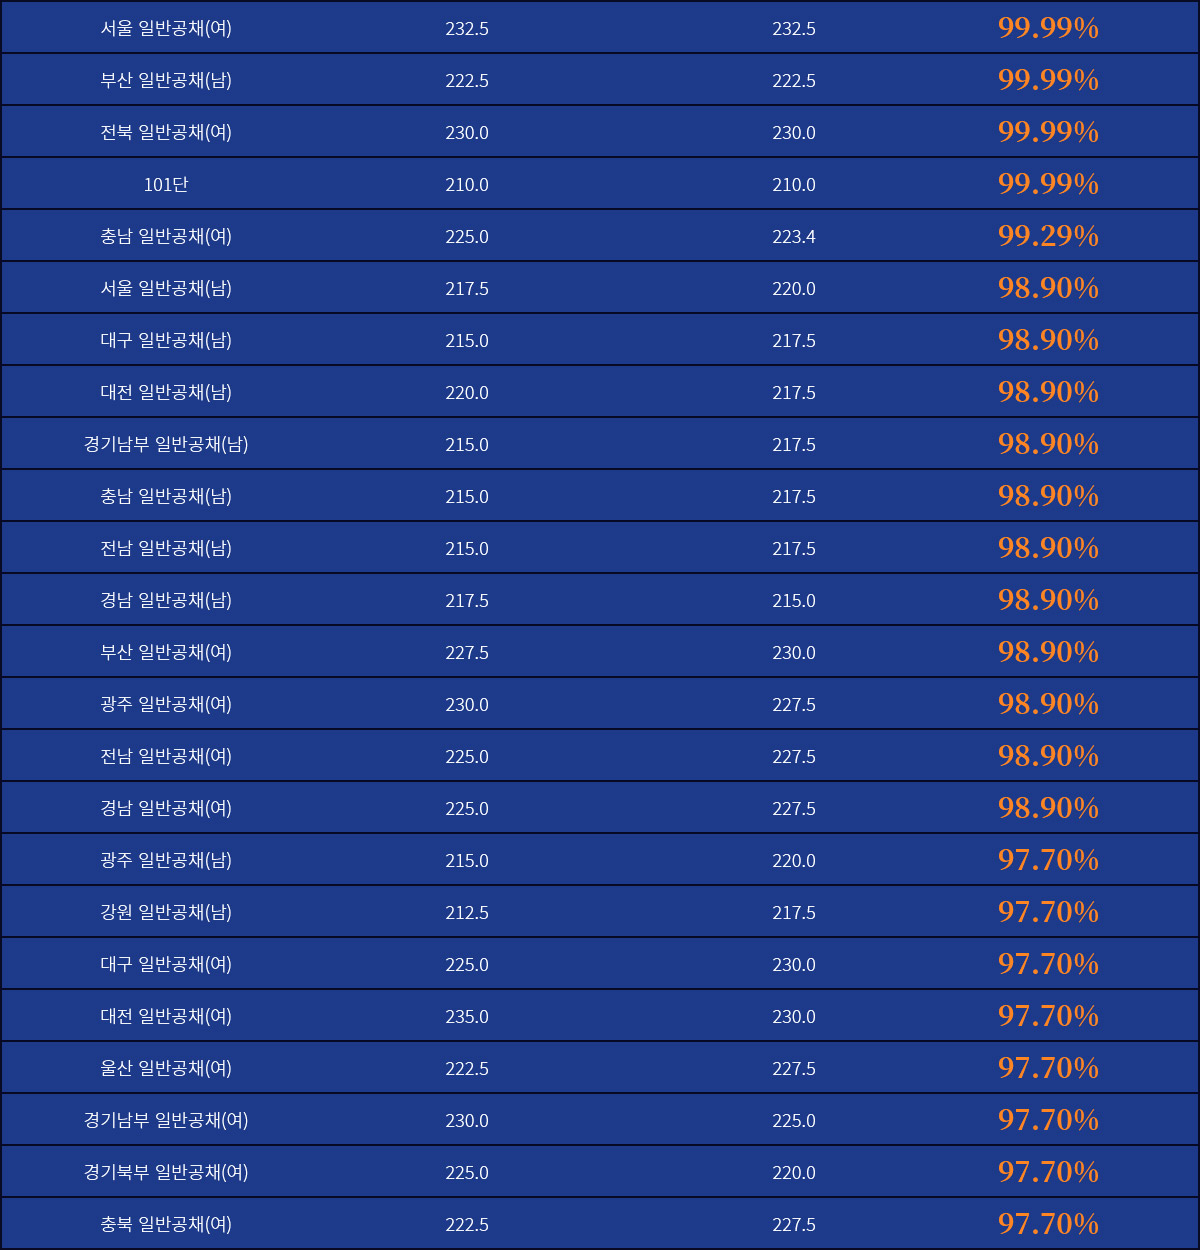 서울 일반공채(여) 232.5 232.5 99.99%
부산 일반공채(남) 222.5 222.5 99.99%
전북 일반공채(여) 230.0 230.0 99.99%
101단 210.0 210.0 99.99%
충남 일반공채(여) 225.0 223.4 99.29%
서울 일반공채(남) 217.5 220.0 98.90%
대구 일반공채(남) 215.0 217.5 98.90%
대전 일반공채(남) 220.0 217.5 98.90%
경기남부 일반공채(남) 215.0 217.5 98.90%
충남 일반공채(남) 215.0 217.5 98.90%
전남 일반공채(남) 215.0 217.5 98.90%
경남 일반공채(남) 217.5 215.0 98.90%
부산 일반공채(여) 227.5 230.0 98.90%
광주 일반공채(여) 230.0 227.5 98.90%
전남 일반공채(여) 225.0 227.5 98.90%
경남 일반공채(여) 225.0 227.5 98.90%
광주 일반공채(남) 215.0 220.0 97.70%
강원 일반공채(남) 212.5 217.5 97.70%
대구 일반공채(여) 225.0 230.0 97.70%
대전 일반공채(여) 235.0 230.0 97.70%
울산 일반공채(여) 222.5 227.5 97.70%
경기남부 일반공채(여) 230.0 225.0 97.70%
경기북부 일반공채(여) 225.0 220.0 97.70%
충북 일반공채(여) 222.5 227.5 97.70%